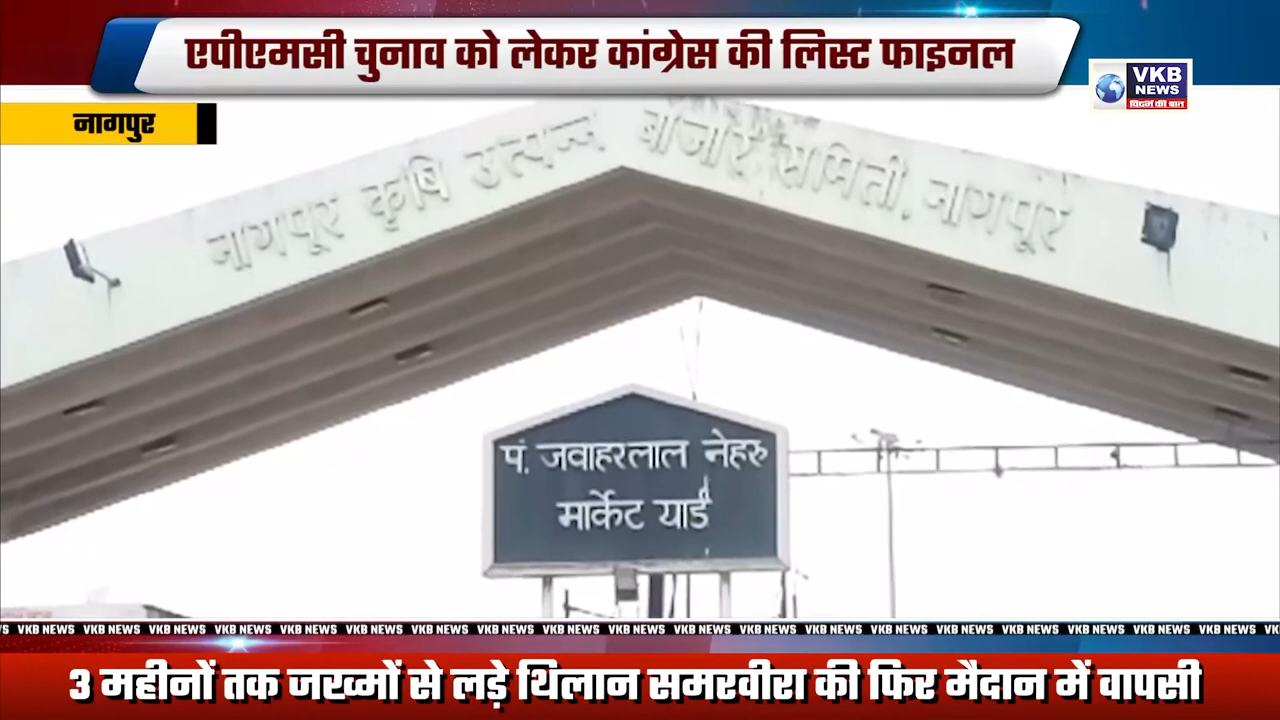 एपीएमसी चुनाव को लेकर कांग्रेस की लिस्ट फाइनल
VKB
NEWS
विदर्भ की बात
नागपुर
नागपूर कृषि उत्पन्न बाजार समिती, नागपूर
पं. जवाहरलाल नेहरु
मार्केट यार्ड
S VKB NEWS VKB NEWS VKB NEWS VKB NEWS VKB NEWS VKB NEWS VKB NEWS VKB NEWS VKB NEWS VKB NEWS VKB NEWS VKB NEWS VKB NEWS VKB NEWS VKB NEWS VKB NEWS VKB NEWS VKB NEWS VKB NEWS VK
3 महीनों तक जख्मों से लड़े थिलान समरवीरा की फिर मैदान में वापसी